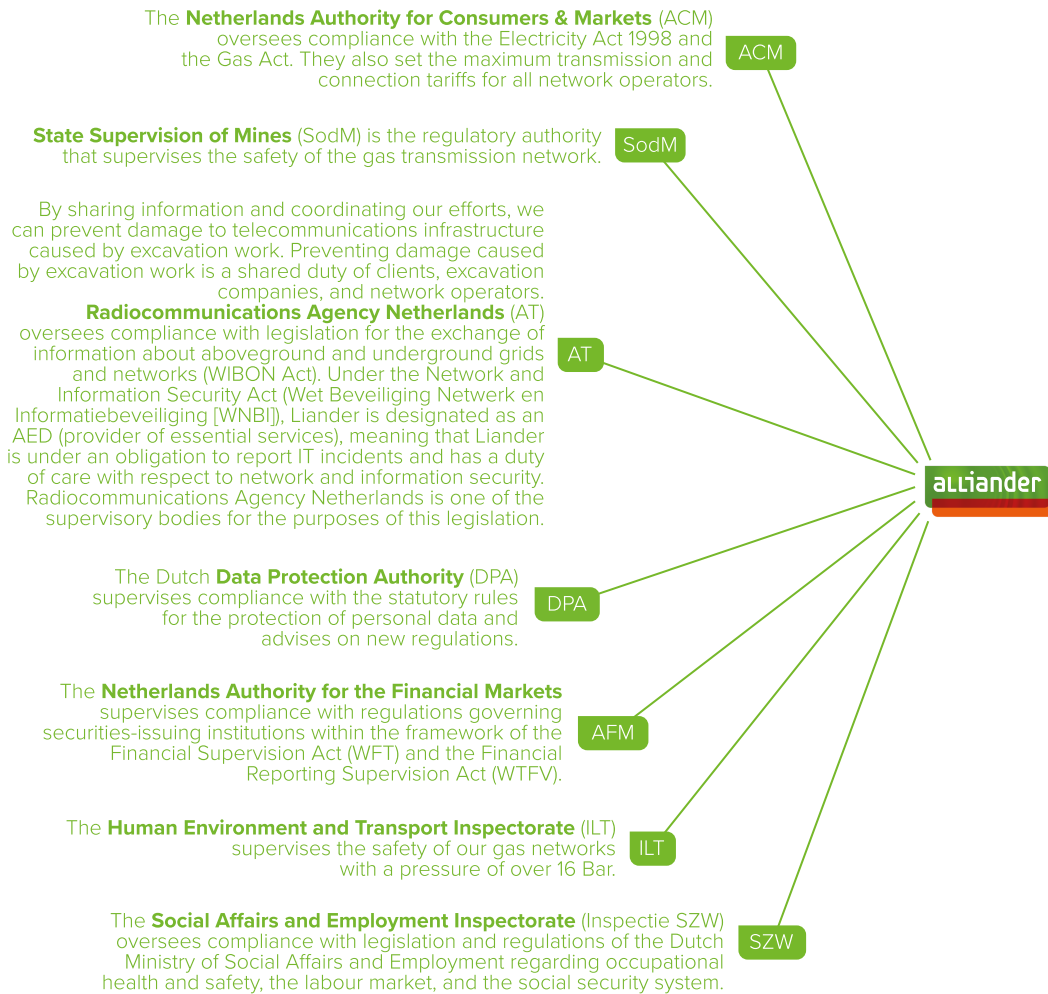 The Netherlands Authority for Consumers & Markets (ACM)
oversees compliance with the Electricity Act 1998 and
the Gas Act. They also set the maximum transmission and
connection tariffs for all network operators.
ACM
State Supervision of Mines (SodM) is the regulatory authority
that supervises the safety of the gas transmission network.
SodM
By sharing information and coordinating our efforts, we
can prevent damage to telecommunications infrastructure
caused by excavation work. Preventing damage caused
by excavation work is a shared duty of clients, excavation
companies, and network operators.
Radiocommunications Agency Netherlands (AT)
oversees compliance with legislation for the exchange of
information about aboveground and underground grids
and networks (WIBON Act). Under the Network and
Information Security Act (Wet Beveiliging Netwerk en
Informatiebeveiliging [WNBI]), Liander is designated as an
AED (provider of essential services), meaning that Liander
is under an obligation to report IT incidents and has a duty
of care with respect to network and information security.
Radiocommunications Agency Netherlands is one of the
supervisory bodies for the purposes of this legislation.
AT
alliander
The Dutch Data Protection Authority (DPA)
supervises compliance with the statutory rules
for the protection of personal data and
advises on new regulations.
DPA
The Netherlands Authority for the Financial Markets
supervises compliance with regulations governing
securities-issuing institutions within the framework of the
Financial Supervision Act (WFT) and the Financial
Reporting Supervision Act (WTFV).
AFM
The Human Environment and Transport Inspectorate (ILT)
supervises the safety of our gas networks
with a pressure of over 16 Bar.
ILT
The Social Affairs and Employment Inspectorate (Inspectie SZW)
oversees compliance with legislation and regulations of the Dutch
Ministry of Social Affairs and Employment regarding occupational
health and safety, the labour market, and the social security system.
SZW